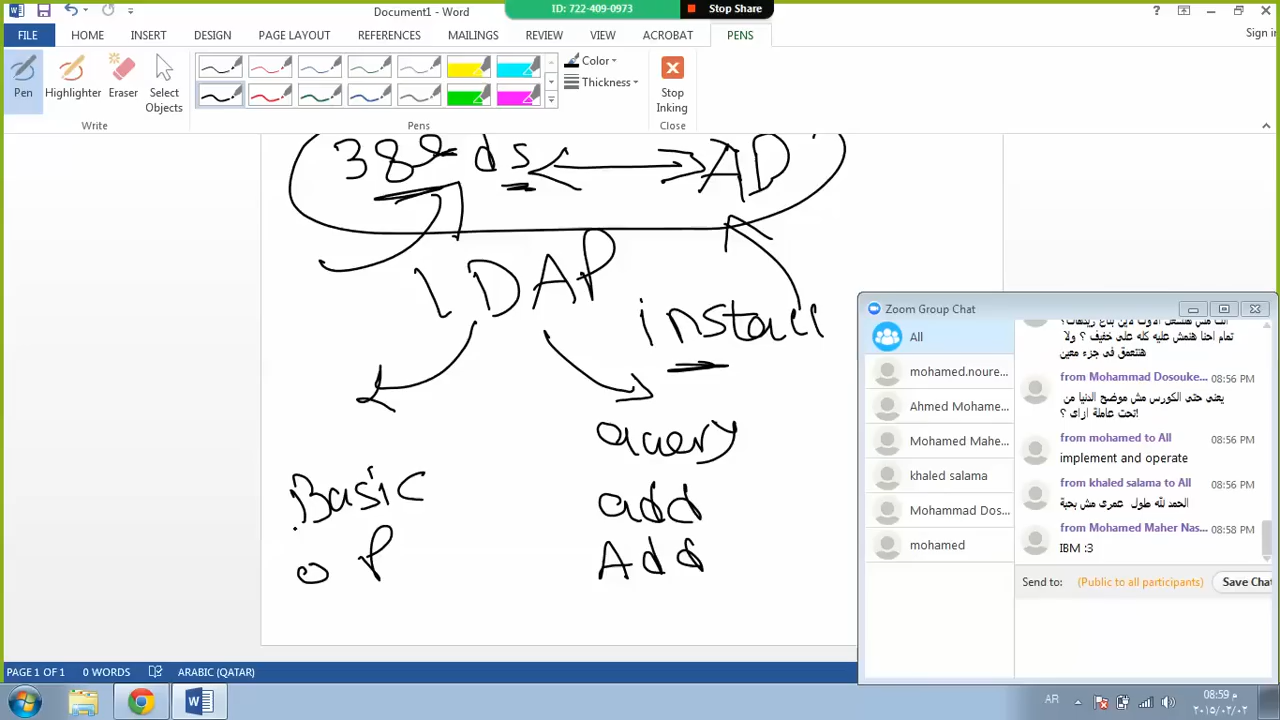 Document1 - Word
ID: 722-409-0973
Stop Share
FILE HOME INSERT DESIGN PAGE LAYOUT REFERENCES MAILINGS REVIEW VIEW ACROBAT PENS
Sign in
Pen
Highlighter
Eraser
Select Objects
Color
Thickness
Stop Inking
Write
Pens
Close
ds AD
LDAP
install
query
Basic
add
OP
Add
Zoom Group Chat
All
mohamed.noure...
Ahmed Mohame...
Mohamed Mahe...
khaled salama
Mohammad Dos...
mohamed
تمام احنا هنمش عليه كله على خفيف ؟ ولا
هنتعمق فى جزء معين
from Mohammad Dosouke... 08:56 PM
يعنى حتى الكورس مش موضح الدنيا من
تحت عاملة ازاى ؟!
from mohamed to All 08:56 PM
implement and operate
from khaled salama to All 08:56 PM
الحمد لله طول عمرى مش بحبة
from Mohamed Maher Nas... 08:58 PM
IBM :3
Send to: (Public to all participants) Save Chat
PAGE 1 OF 1 0 WORDS ARABIC (QATAR)
AR
08:59 م
٢٠١٥/٠٢/٠٢